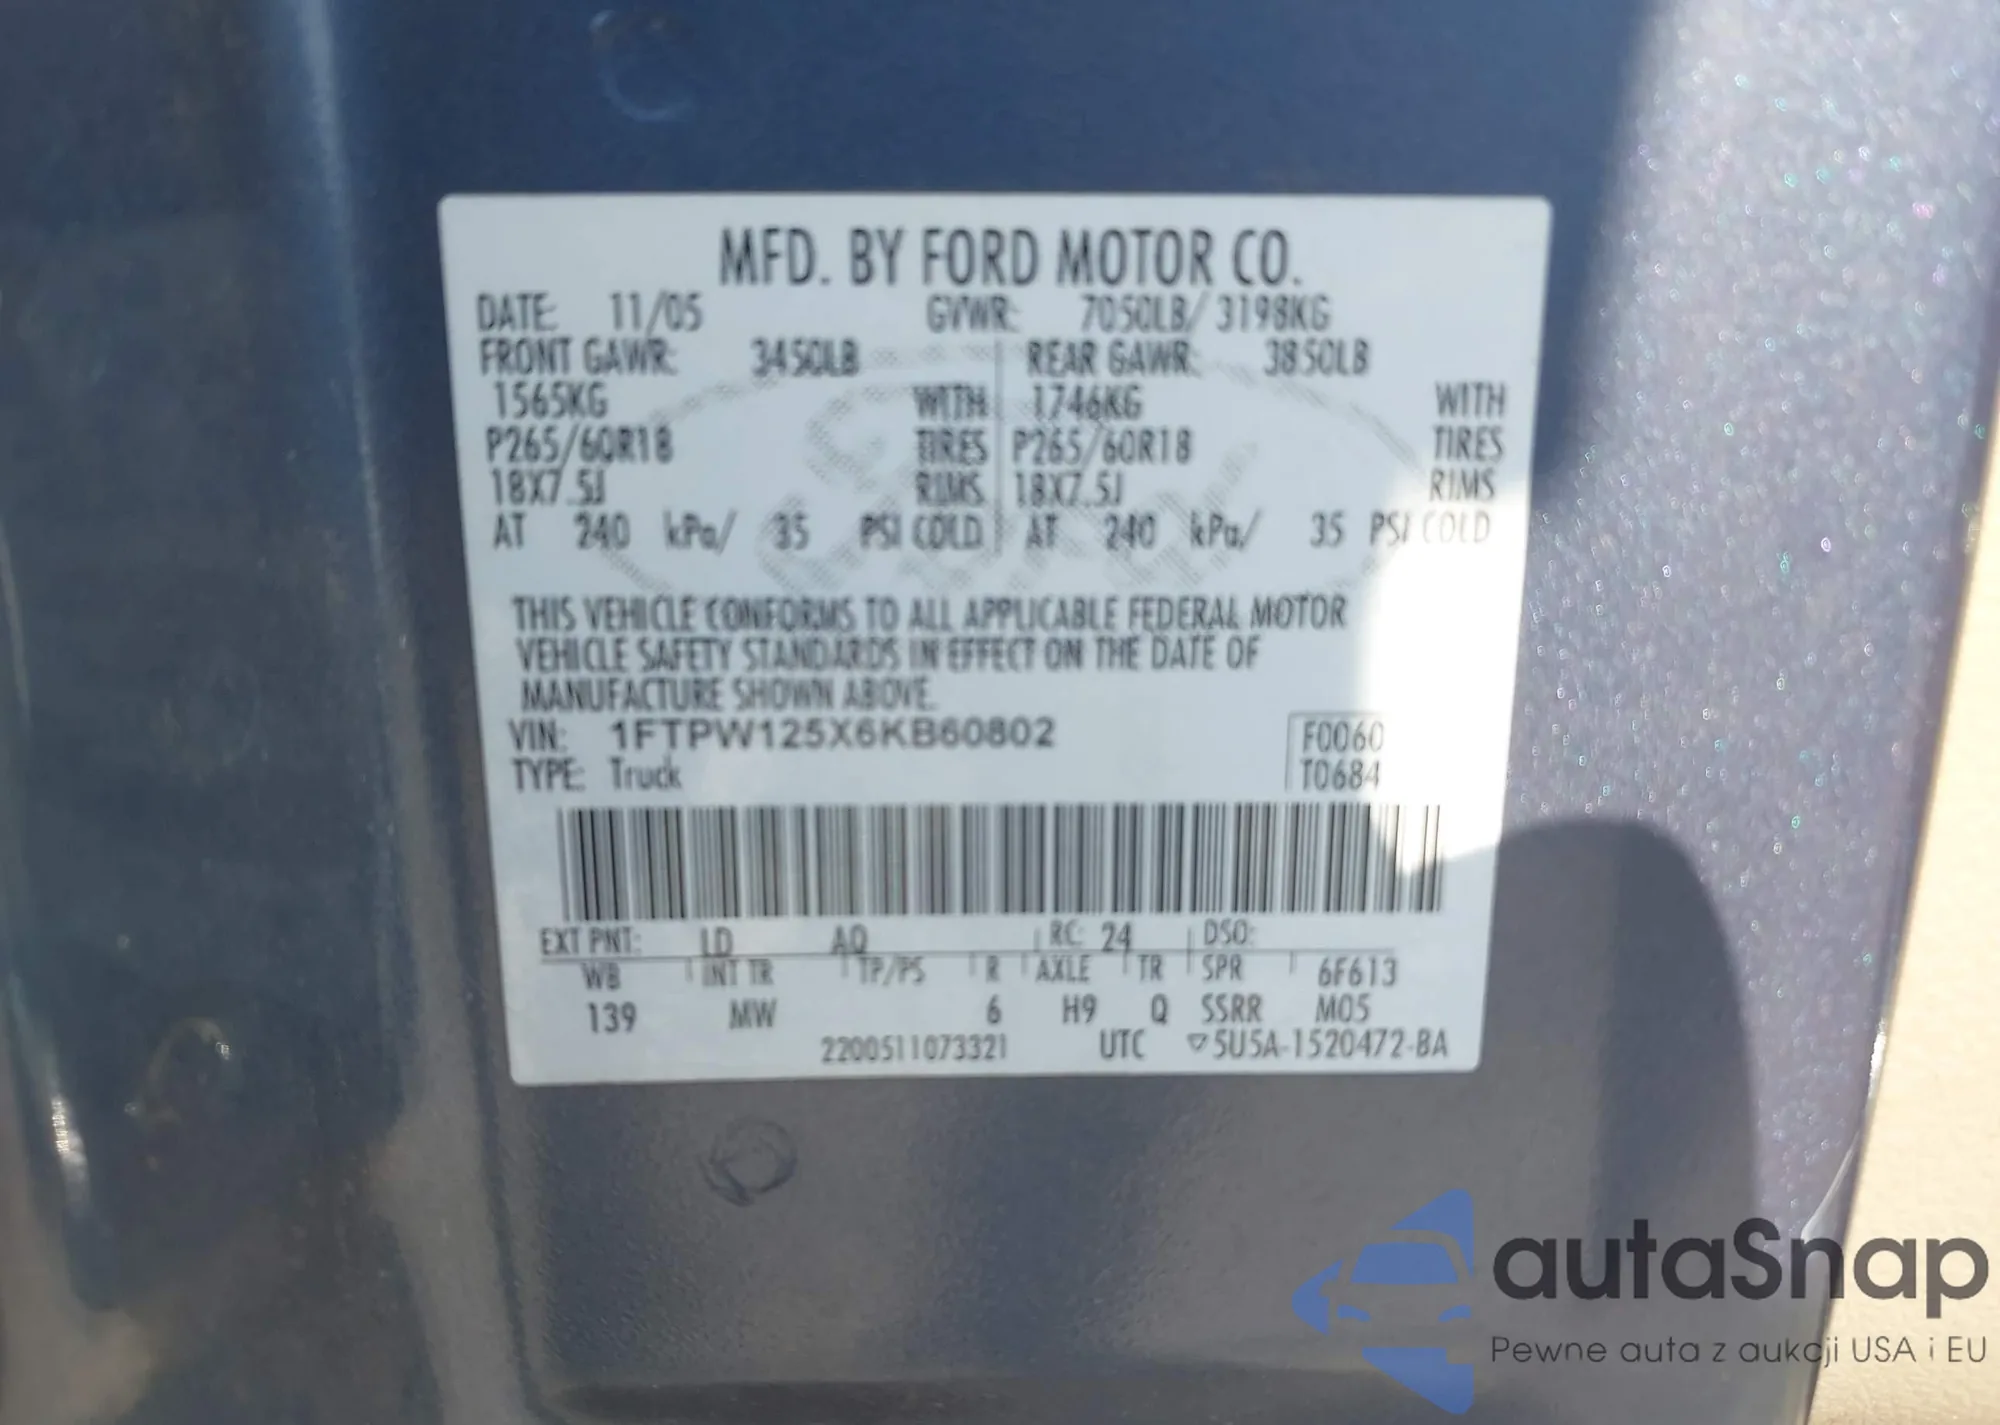 MFD. BY FORD MOTOR CO.
DATE: 11/05 GVWR: 7050LB/ 3198KG
FRONT GAWR: 3450LB REAR GAWR: 3850LB
1565KG WITH 1746KG WITH
P265/60R18 TIRES P265/60R18 TIRES
18X7.5J RIMS 18X7.5J RIMS
AT 240 kPa/ 35 PSI COLD AT 240 kPa/ 35 PSI COLD
THIS VEHICLE CONFORMS TO ALL APPLICABLE FEDERAL MOTOR
VEHICLE SAFETY STANDARDS IN EFFECT ON THE DATE OF
MANUFACTURE SHOWN ABOVE.
VIN: 1FTPW125X6KB60802 F0060
TYPE: Truck T0684
EXT PNT: LD AQ RC: 24 DSO:
WB INT TR TP/PS R AXLE TR SPR 6F613
139 MW 6 H9 Q SSRR M05
2200511073321 UTC ▽5U5A-1520472-BA
autaSnap
Pewne auta z aukcji USA i EU